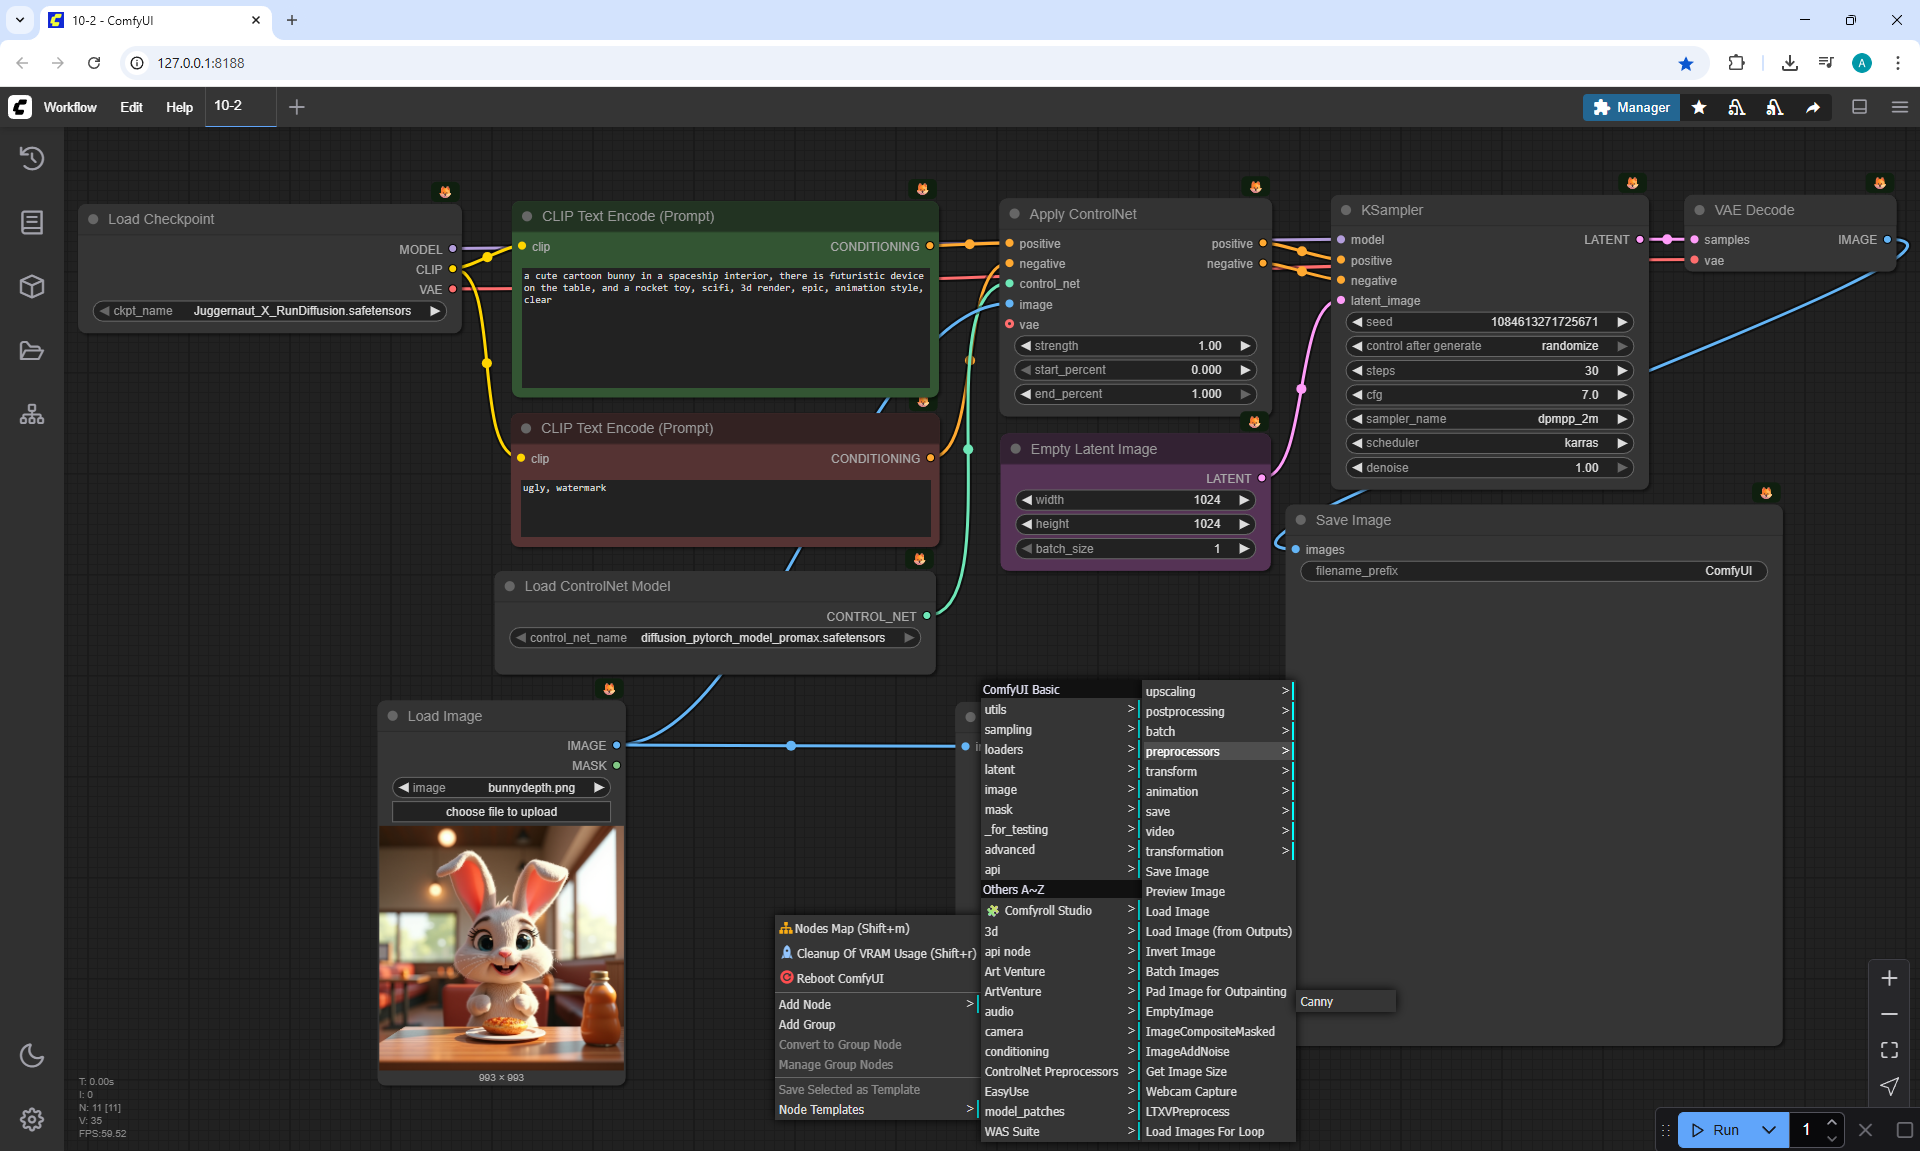 10-2 - ComfyUI
127.0.0.1:8188
A
Workflow Edit Help 10-2
Manager
Load Checkpoint
MODEL
CLIP
VAE
ckpt_name Juggernaut_X_RunDiffusion.safetensors
CLIP Text Encode (Prompt)
clip CONDITIONING
a cute cartoon bunny in a spaceship interior, there is futuristic device
on the table, and a rocket toy, scifi, 3d render, epic, animation style,
clear
CLIP Text Encode (Prompt)
clip CONDITIONING
ugly, watermark
Load ControlNet Model
CONTROL_NET
control_net_name diffusion_pytorch_model_promax.safetensors
Apply ControlNet
positive positive
negative negative
control_net
image
vae
strength 1.00
start_percent 0.000
end_percent 1.000
Empty Latent Image
LATENT
width 1024
height 1024
batch_size 1
KSampler
model LATENT
positive
negative
latent_image
seed 1084613271725671
control after generate randomize
steps 30
cfg 7.0
sampler_name dpmpp_2m
scheduler karras
denoise 1.00
VAE Decode
samples IMAGE
vae
Save Image
images
filename_prefix ComfyUI
Load Image
IMAGE
MASK
image bunnydepth.png
choose file to upload
993 × 993
Nodes Map (Shift+m)
Cleanup Of VRAM Usage (Shift+r)
Reboot ComfyUI
Add Node >
Add Group
Convert to Group Node
Manage Group Nodes
Save Selected as Template
Node Templates >
ComfyUI Basic
utils >
sampling >
loaders >
latent >
image >
mask >
_for_testing >
advanced >
api >
Others A~Z
Comfyroll Studio >
3d >
api node >
Art Venture >
ArtVenture >
audio >
camera >
conditioning >
ControlNet Preprocessors >
EasyUse >
model_patches >
WAS Suite >
upscaling >
postprocessing >
batch >
preprocessors >
transform >
animation >
save >
video >
transformation >
Save Image
Preview Image
Load Image
Load Image (from Outputs)
Invert Image
Batch Images
Pad Image for Outpainting
EmptyImage
ImageCompositeMasked
ImageAddNoise
Get Image Size
Webcam Capture
LTXVPreprocess
Load Images For Loop
Canny
T: 0.00s
I: 0
N: 11 [11]
V: 35
FPS:59.52
Run 1